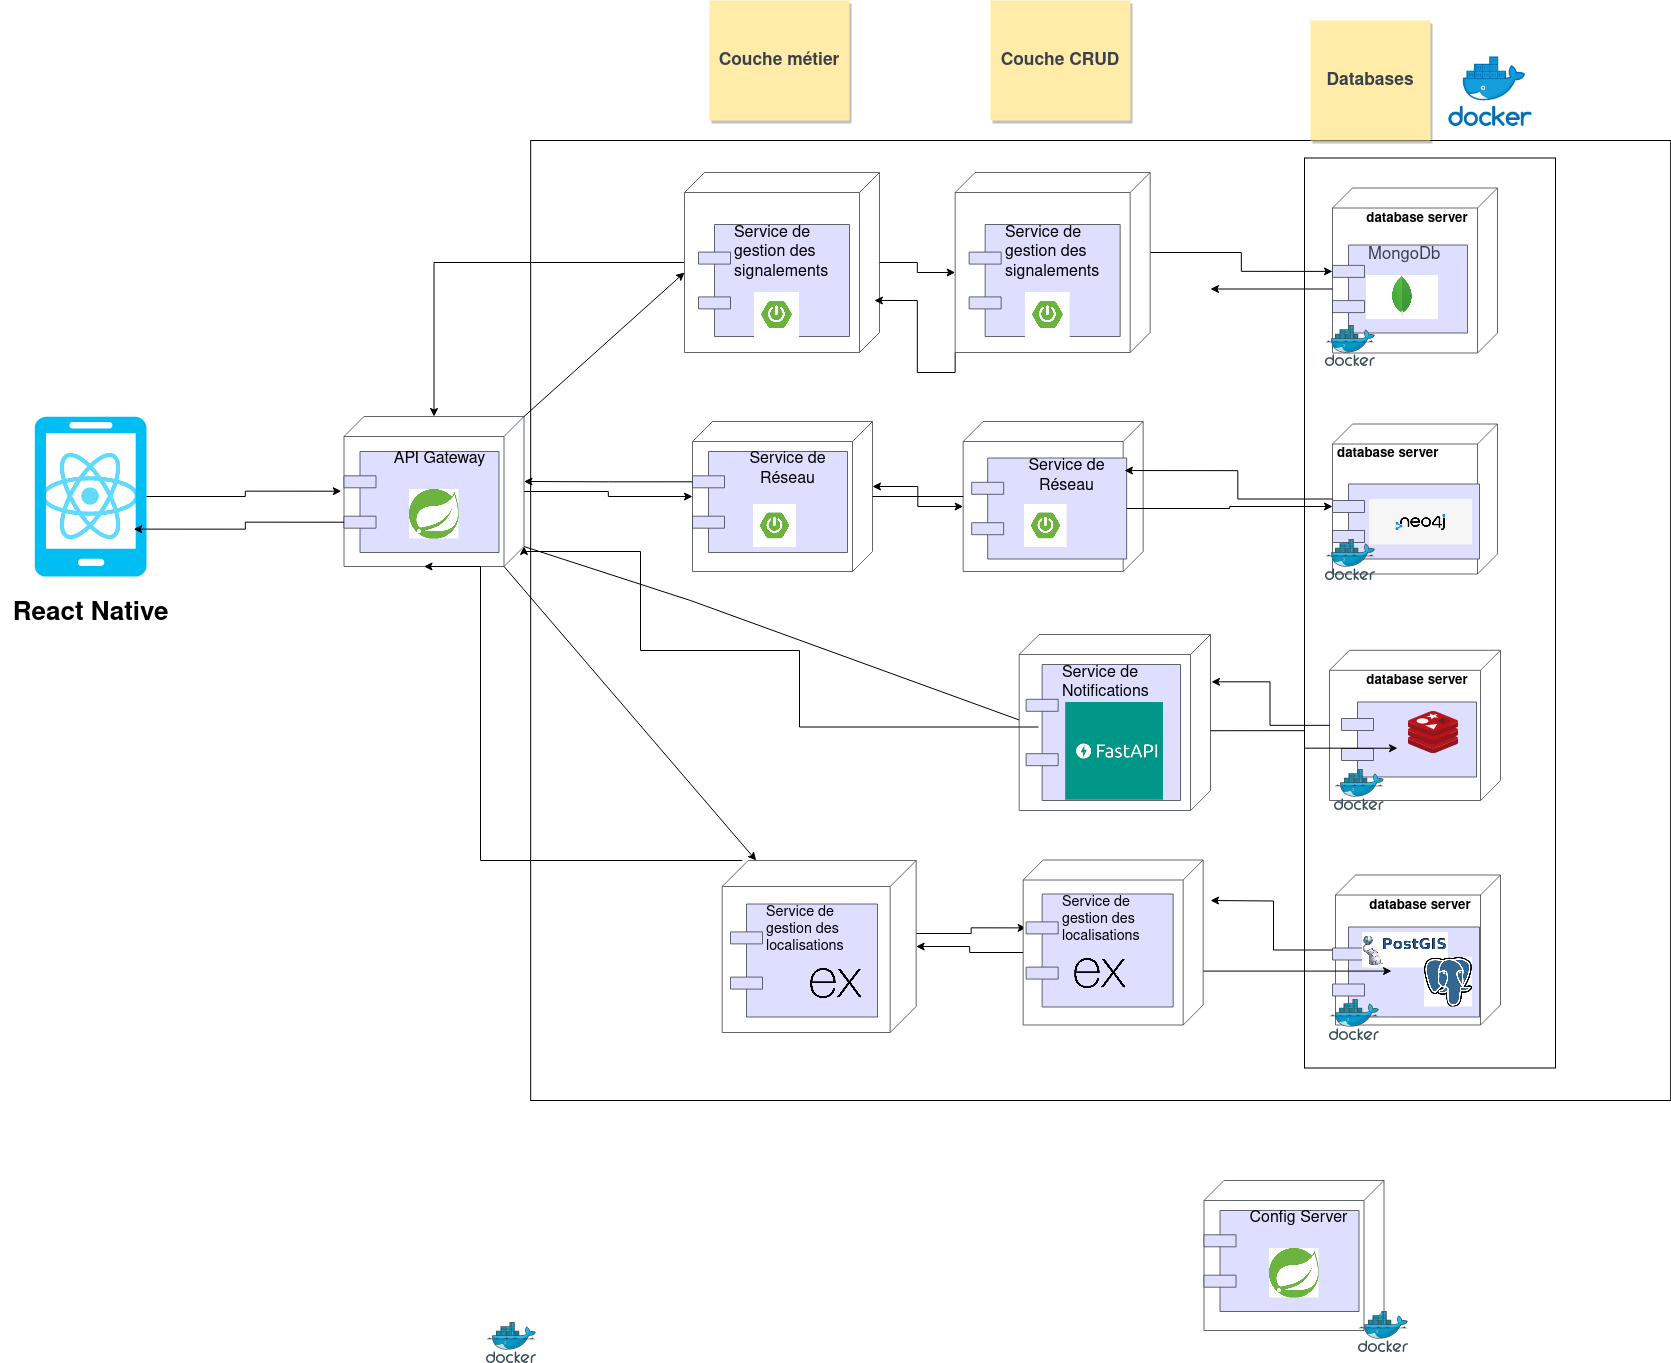 Couche métier
Couche CRUD
Databases
docker
Service de
gestion des
signalements
Service de
gestion des
signalements
database server
MongoDb
docker
API Gateway
Service de
Réseau
Service de
Réseau
database server
neo4j
docker
React Native
Service de
Notifications
FastAPI
database server
docker
Service de
gestion des
localisations
ex
Service de
gestion des
localisations
ex
database server
PostGIS
docker
Config Server
docker
docker